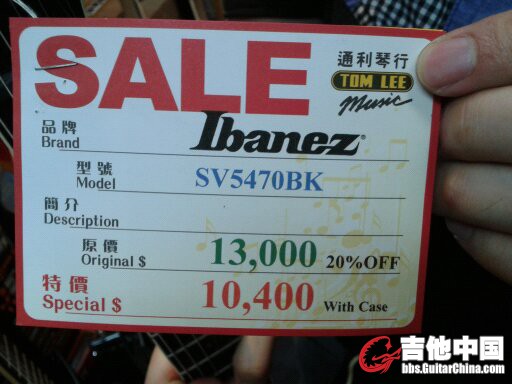 SALE
通利琴行
TOM LEE
Music
品牌
Brand
Ibanez®
型號
Model
SV5470BK
簡介
Description
原價
Original $
13,000 20%OFF
特價
Special $
10,400 With Case
吉他中国
bbs.GuitarChina.com